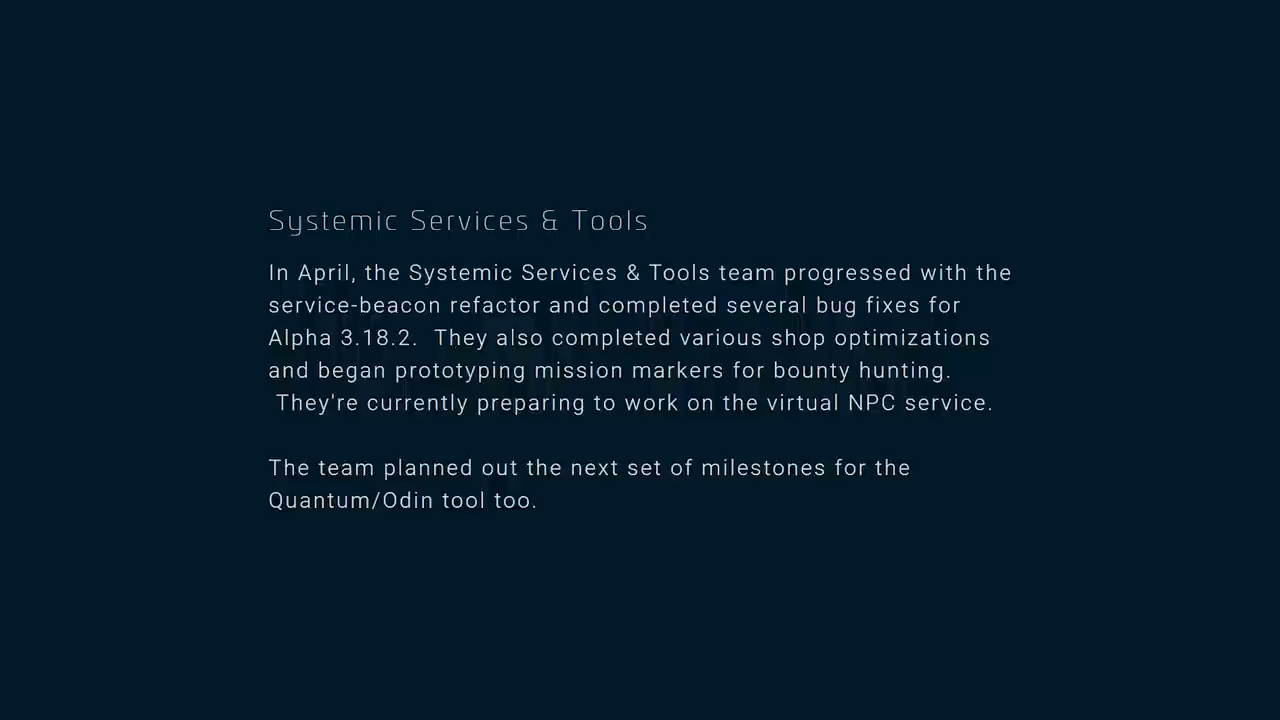 Systemic Services & Tools
In April, the Systemic Services & Tools team progressed with the
service-beacon refactor and completed several bug fixes for
Alpha 3.18.2.  They also completed various shop optimizations
and began prototyping mission markers for bounty hunting.
They're currently preparing to work on the virtual NPC service.
The team planned out the next set of milestones for the
Quantum/Odin tool too.